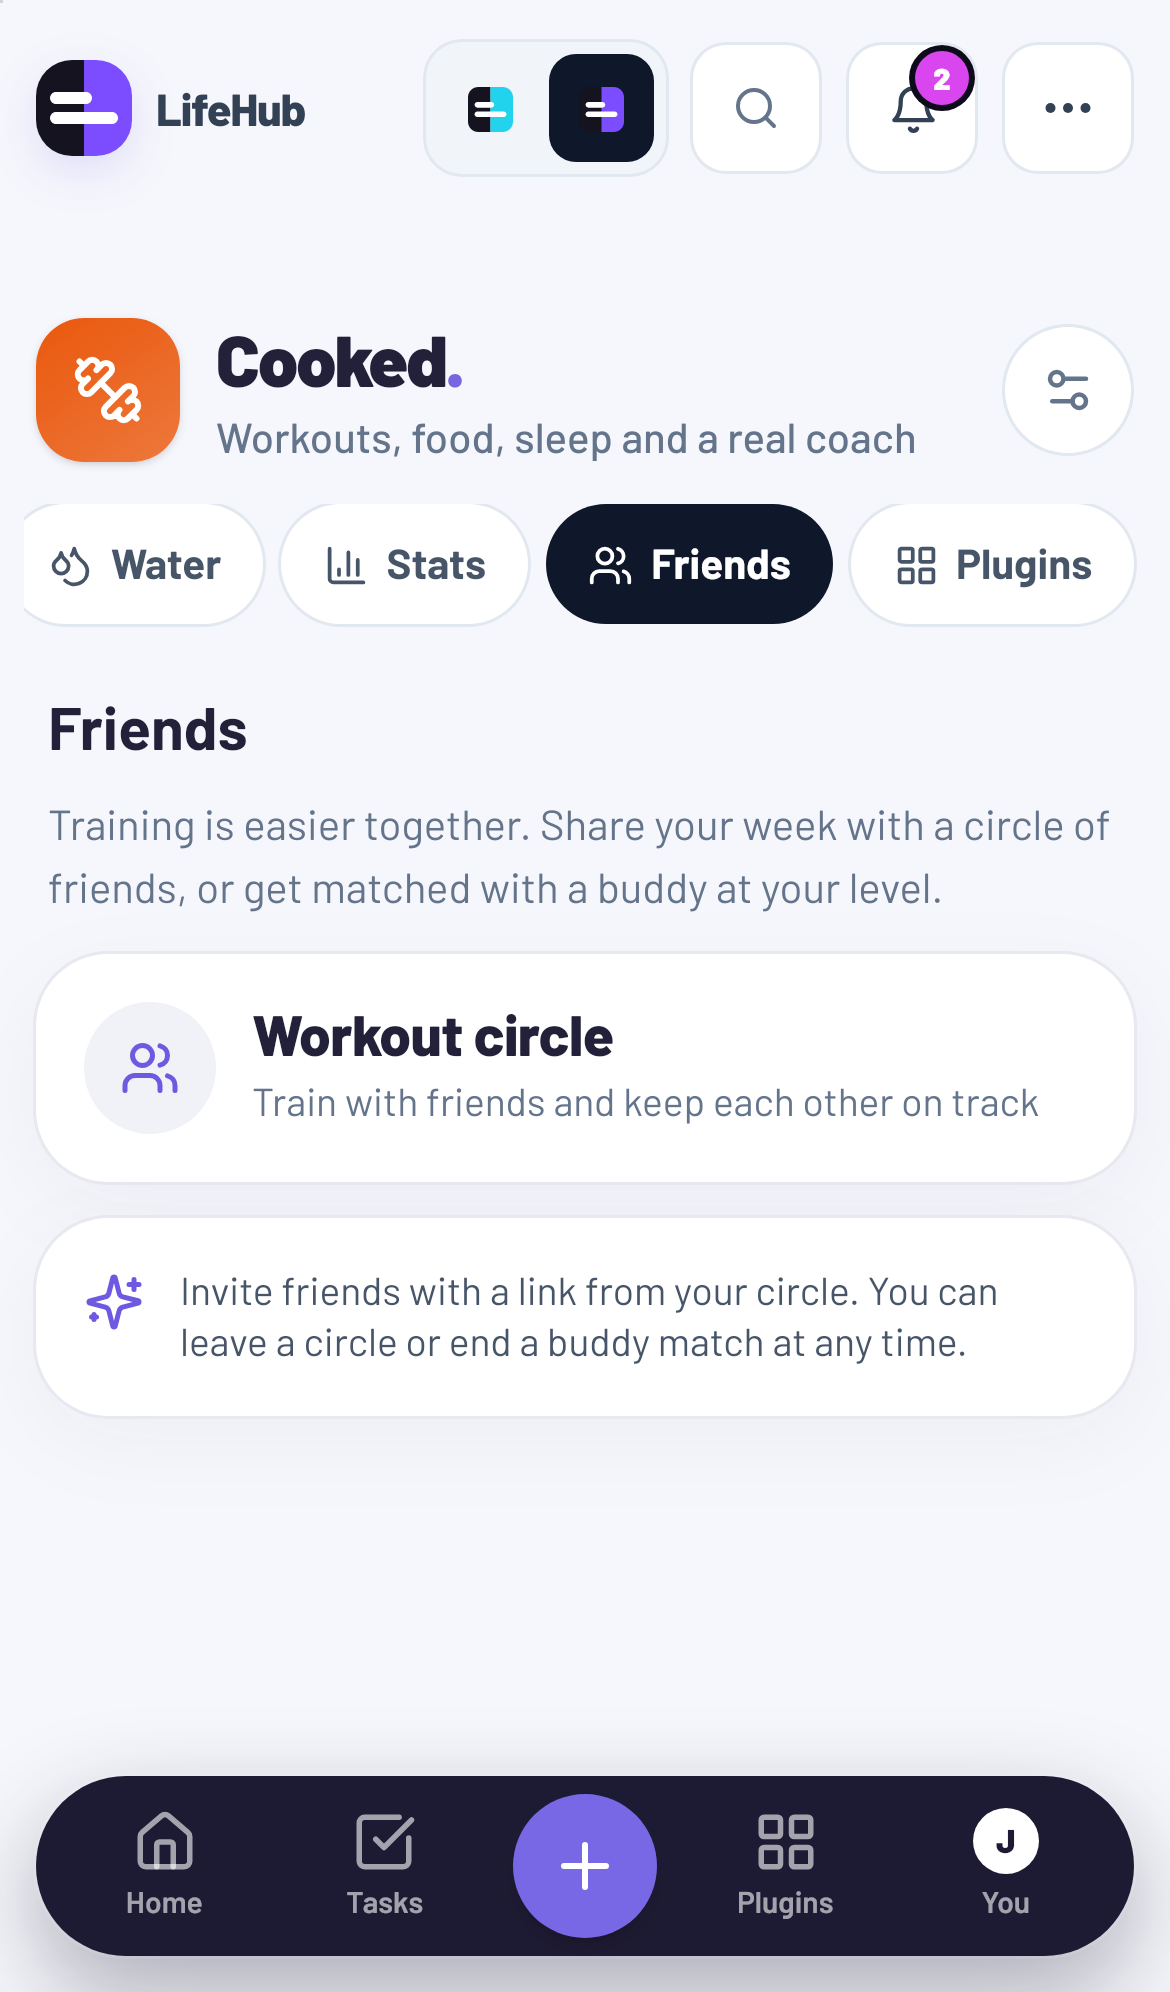 LifeHub
2
Cooked.
Workouts, food, sleep and a real coach
Water
Stats
Friends
Plugins
Friends
Training is easier together. Share your week with a circle of
friends, or get matched with a buddy at your level.
Workout circle
Train with friends and keep each other on track
Invite friends with a link from your circle. You can
leave a circle or end a buddy match at any time.
Home
Tasks
Plugins
J
You